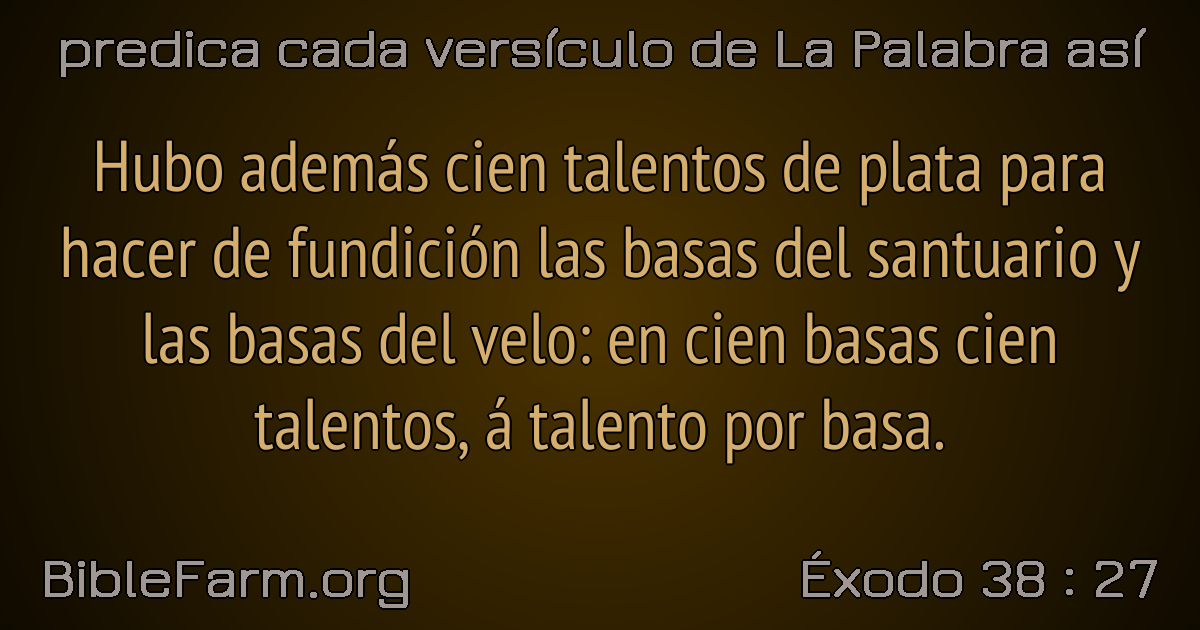 predica cada versículo de La Palabra así
Hubo además cien talentos de plata para
hacer de fundición las basas del santuario y
las basas del velo: en cien basas cien
talentos, á talento por basa.
BibleFarm.org
Éxodo 38 : 27